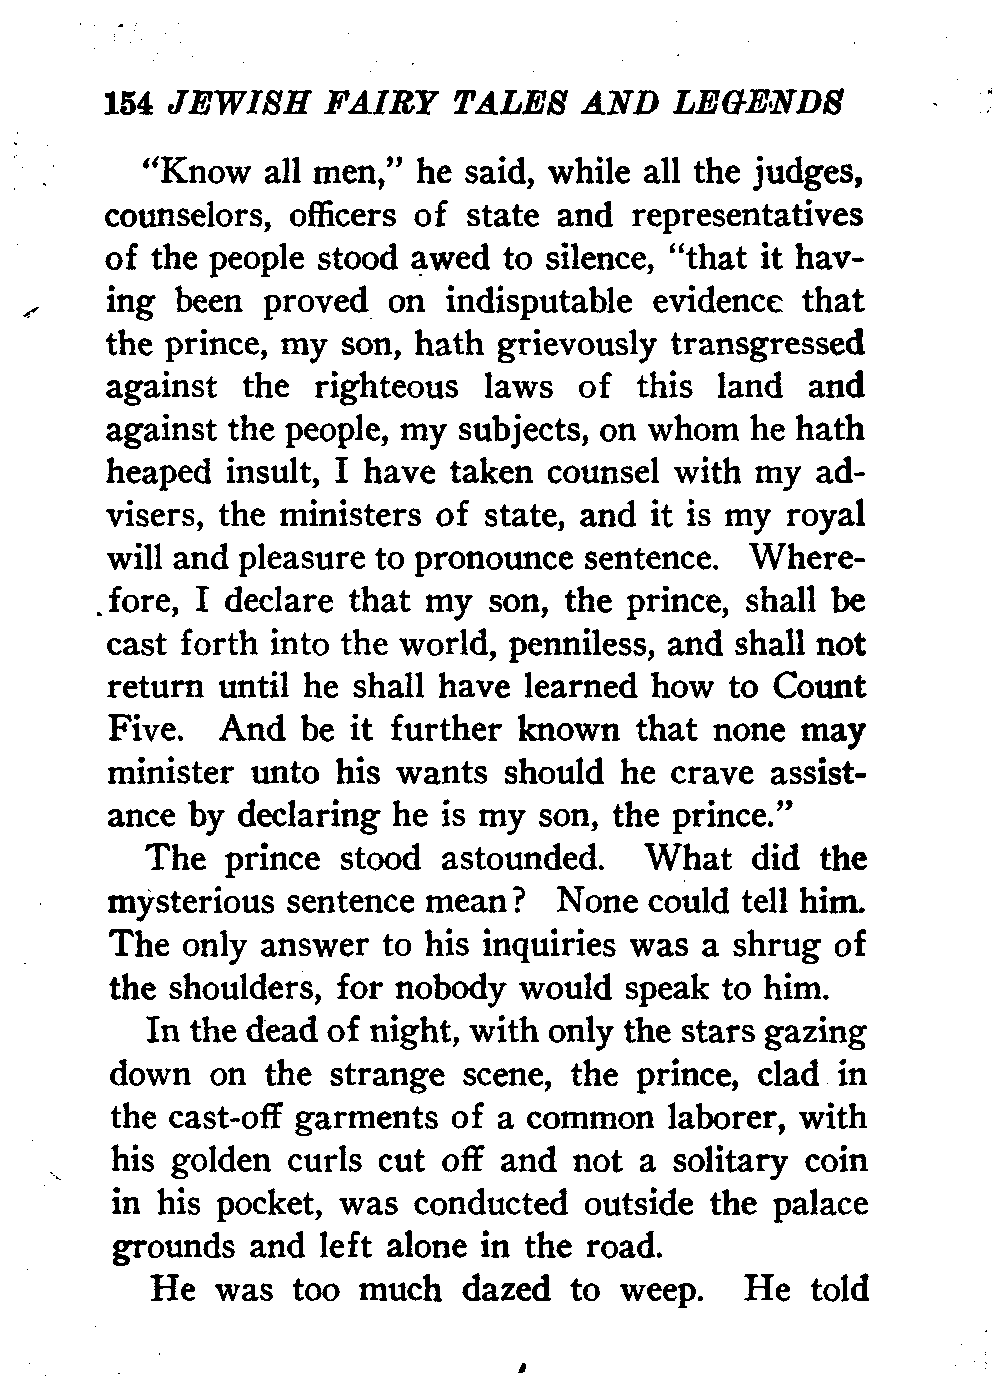 154 JEWISH FAIRY TALES AND LEGENDS
"Know all men," he said, while all the judges,
counselors, officers of state and representatives
of the people stood awed to silence, "that it hav-
ing been proved on indisputable evidence that
the prince, my son, hath grievously transgressed
against the righteous laws of this land and
against the people, my subjects, on whom he hath
heaped insult, I have taken counsel with my ad-
visers, the ministers of state, and it is my royal
will and pleasure to pronounce sentence. Where-
fore, I declare that my son, the prince, shall be
cast forth into the world, penniless, and shall not
return until he shall have learned how to Count
Five. And be it further known that none may
minister unto his wants should he crave assist-
ance by declaring he is my son, the prince."
The prince stood astounded. What did the
mysterious sentence mean? None could tell him.
The only answer to his inquiries was a shrug of
the shoulders, for nobody would speak to him.
In the dead of night, with only the stars gazing
down on the strange scene, the prince, clad in
the cast-off garments of a common laborer, with
his golden curls cut off and not a solitary coin
in his pocket, was conducted outside the palace
grounds and left alone in the road.
He was too much dazed to weep. He told